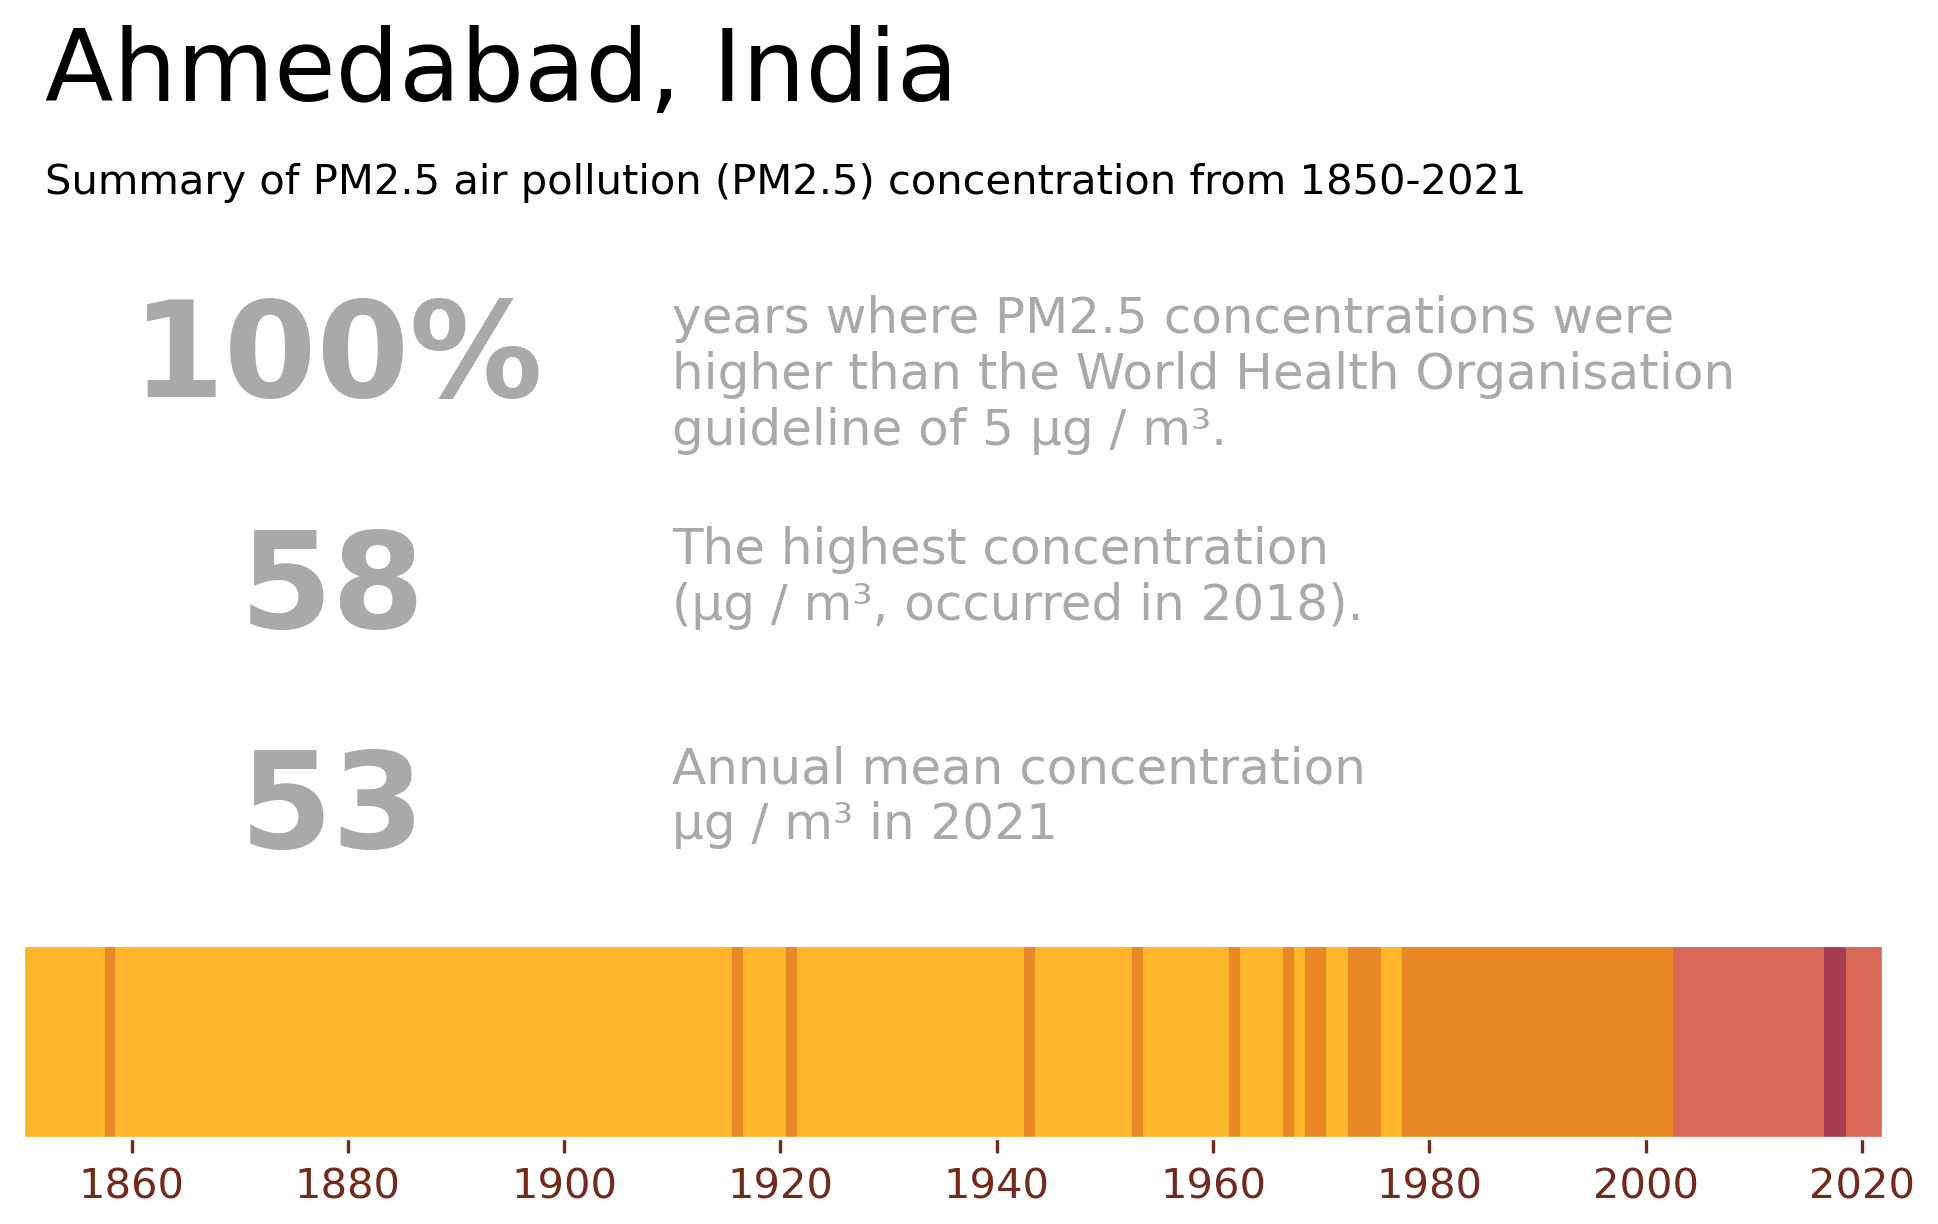 Ahmedabad, India
Summary of PM2.5 air pollution (PM2.5) concentration from 1850-2021
100%
years where PM2.5 concentrations were
higher than the World Health Organisation
guideline of 5 μg / m³.
58
The highest concentration
(μg / m³, occurred in 2018).
53
Annual mean concentration
μg / m³ in 2021
1860 1880 1900 1920 1940 1960 1980 2000 2020